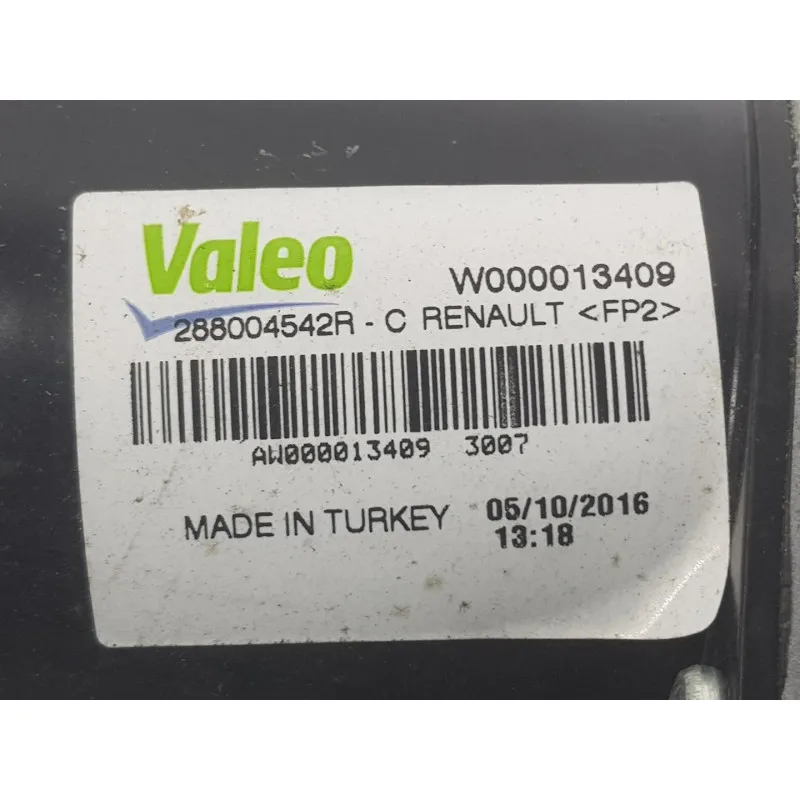 Valeo
W000013409
288004542R - C RENAULT <FP2>
AW000013409 3007
MADE IN TURKEY 05/10/2016
13:18